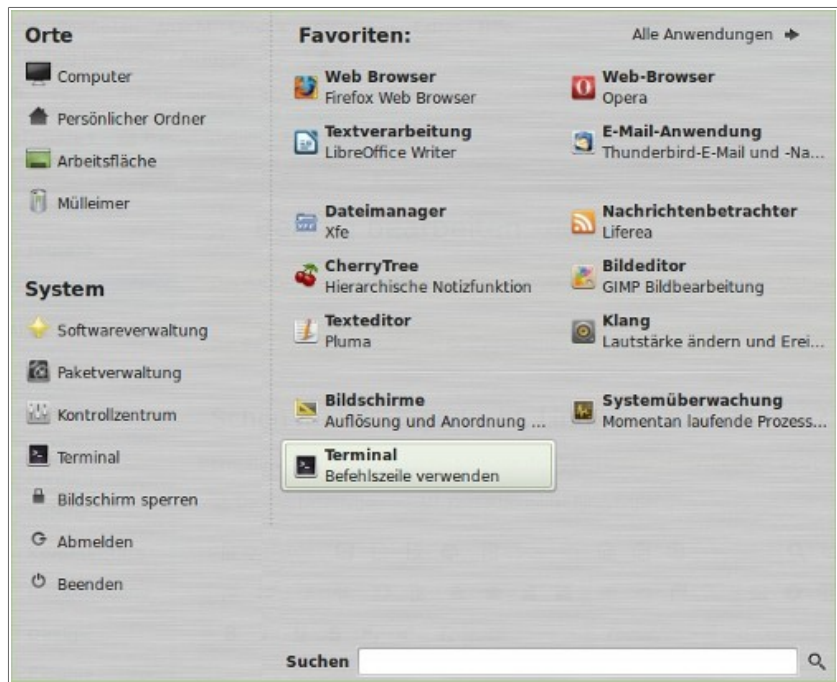 Orte
Computer
Persönlicher Ordner
Arbeitsfläche
Mülleimer
System
Softwareverwaltung
Paketverwaltung
Kontrollzentrum
Terminal
Bildschirm sperren
Abmelden
Beenden
Favoriten:
Alle Anwendungen
Web Browser
Firefox Web Browser
Web-Browser
Opera
Textverarbeitung
LibreOffice Writer
E-Mail-Anwendung
Thunderbird-E-Mail und -Na...
Dateimanager
Xfe
Nachrichtenbetrachter
Liferea
CherryTree
Hierarchische Notizfunktion
Bildeditor
GIMP Bildbearbeitung
Texteditor
Pluma
Klang
Lautstärke ändern und Erei...
Bildschirme
Auflösung und Anordnung ...
Systemüberwachung
Momentan laufende Prozess...
Terminal
Befehlszeile verwenden
Suchen